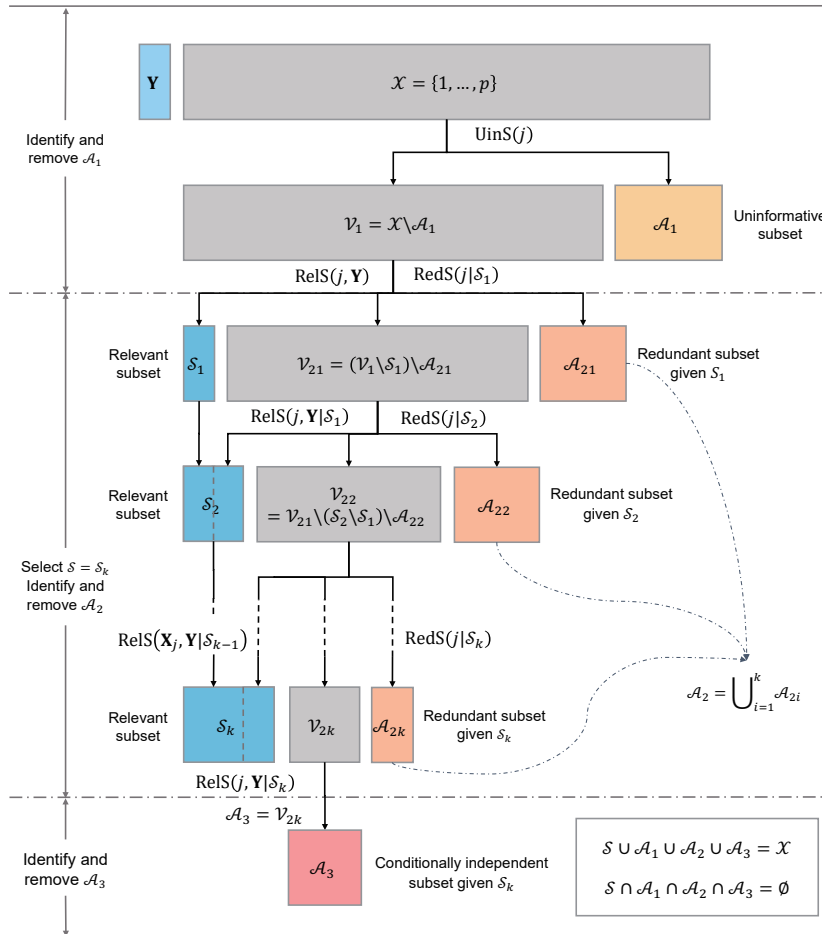 Y
𝒳 = {1, …, p}
UinS(j)
Identify and
remove 𝒜₁
𝒱₁ = 𝒳\𝒜₁
𝒜₁
Uninformative
subset
RelS(j, Y)
RedS(j|𝒮₁)
Relevant
subset
𝒮₁
𝒱₂₁ = (𝒱₁\𝒮₁)\𝒜₂₁
𝒜₂₁
Redundant subset
given 𝒮₁
RelS(j, Y|𝒮₁)
RedS(j|𝒮₂)
Relevant
subset
𝒮₂
𝒱₂₂
= 𝒱₂₁\(𝒮₂\𝒮₁)\𝒜₂₂
𝒜₂₂
Redundant subset
given 𝒮₂
Select 𝒮 = 𝒮ₖ
Identify and
remove 𝒜₂
RelS(Xⱼ, Y|𝒮ₖ₋₁)
RedS(j|𝒮ₖ)
Relevant
subset
𝒮ₖ
𝒱₂ₖ
𝒜₂ₖ
Redundant subset
given 𝒮ₖ
𝒜₂ = ⋃ᵢ₌₁ᵏ 𝒜₂ᵢ
RelS(j, Y|𝒮ₖ)
𝒜₃ = 𝒱₂ₖ
Identify and
remove 𝒜₃
𝒜₃
Conditionally independent
subset given 𝒮ₖ
𝒮 ∪ 𝒜₁ ∪ 𝒜₂ ∪ 𝒜₃ = 𝒳
𝒮 ∩ 𝒜₁ ∩ 𝒜₂ ∩ 𝒜₃ = ∅